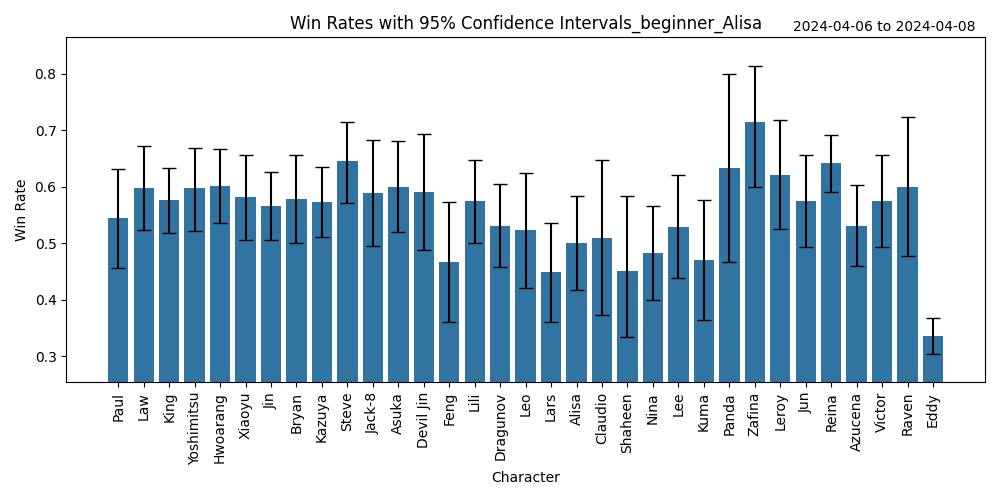 Win Rates with 95% Confidence Intervals_beginner_Alisa
2024-04-06 to 2024-04-08
Win Rate
0.8
0.7
0.6
0.5
0.4
0.3
Paul
Law
King
Yoshimitsu
Hwoarang
Xiaoyu
Jin
Bryan
Kazuya
Steve
Jack-8
Asuka
Devil Jin
Feng
Lili
Dragunov
Leo
Lars
Alisa
Claudio
Shaheen
Nina
Lee
Kuma
Panda
Zafina
Leroy
Jun
Reina
Azucena
Victor
Raven
Eddy
Character